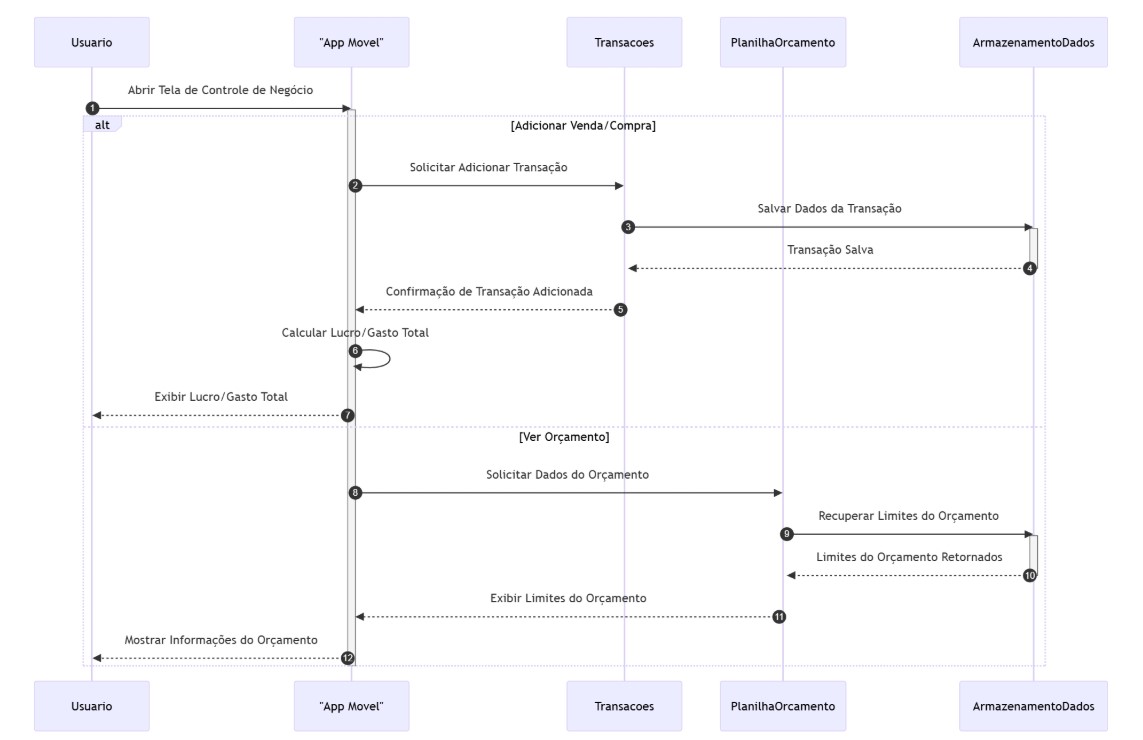 Usuario
"App Movel"
Transacoes
PlanilhaOrcamento
ArmazenamentoDados
Abrir Tela de Controle de Negócio
1
alt
[Adicionar Venda/Compra]
Solicitar Adicionar Transação
2
Salvar Dados da Transação
3
Transação Salva
4
Confirmação de Transação Adicionada
5
Calcular Lucro/Gasto Total
6
Exibir Lucro/Gasto Total
7
[Ver Orçamento]
Solicitar Dados do Orçamento
8
Recuperar Limites do Orçamento
9
Limites do Orçamento Retornados
10
Exibir Limites do Orçamento
11
Mostrar Informações do Orçamento
12
Usuario
"App Movel"
Transacoes
PlanilhaOrcamento
ArmazenamentoDados